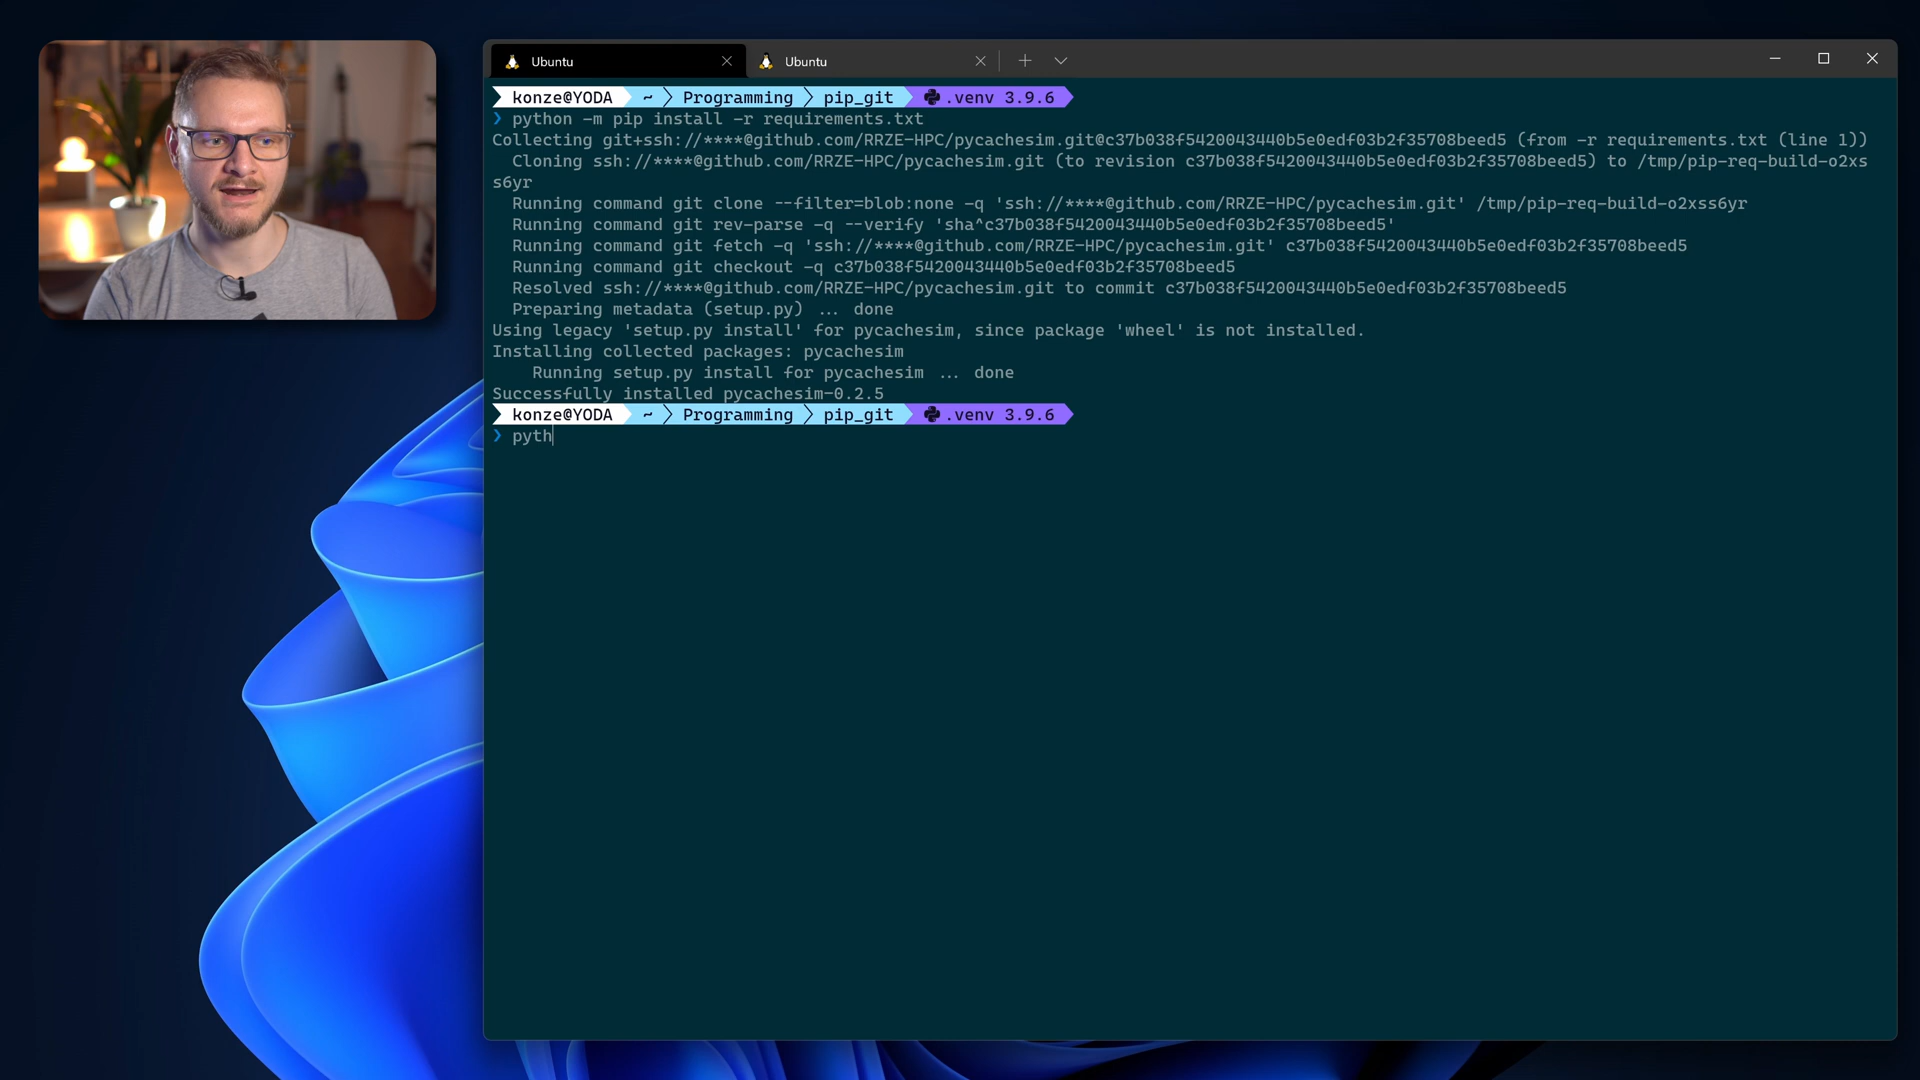 Ubuntu
Ubuntu
konze@YODA ~ Programming pip_git .venv 3.9.6
❯ python -m pip install -r requirements.txt
Collecting git+ssh://****@github.com/RRZE-HPC/pycachesim.git@c37b038f5420043440b5e0edf03b2f35708beed5 (from -r requirements.txt (line 1))
Cloning ssh://****@github.com/RRZE-HPC/pycachesim.git (to revision c37b038f5420043440b5e0edf03b2f35708beed5) to /tmp/pip-req-build-o2xs
s6yr
Running command git clone --filter=blob:none -q 'ssh://****@github.com/RRZE-HPC/pycachesim.git' /tmp/pip-req-build-o2xss6yr
Running command git rev-parse -q --verify 'sha^c37b038f5420043440b5e0edf03b2f35708beed5'
Running command git fetch -q 'ssh://****@github.com/RRZE-HPC/pycachesim.git' c37b038f5420043440b5e0edf03b2f35708beed5
Running command git checkout -q c37b038f5420043440b5e0edf03b2f35708beed5
Resolved ssh://****@github.com/RRZE-HPC/pycachesim.git to commit c37b038f5420043440b5e0edf03b2f35708beed5
Preparing metadata (setup.py) ... done
Using legacy 'setup.py install' for pycachesim, since package 'wheel' is not installed.
Installing collected packages: pycachesim
Running setup.py install for pycachesim ... done
Successfully installed pycachesim-0.2.5
konze@YODA ~ Programming pip_git .venv 3.9.6
❯ pyth